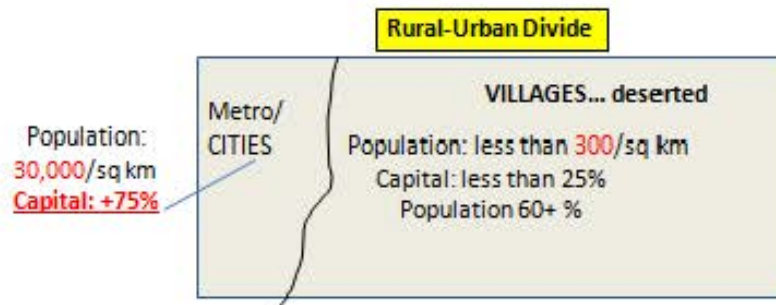 Rural-Urban Divide
Population:
30,000/sq km
Capital: +75%
Metro/
CITIES
VILLAGES... deserted
Population: less than 300/sq km
Capital: less than 25%
Population 60+ %